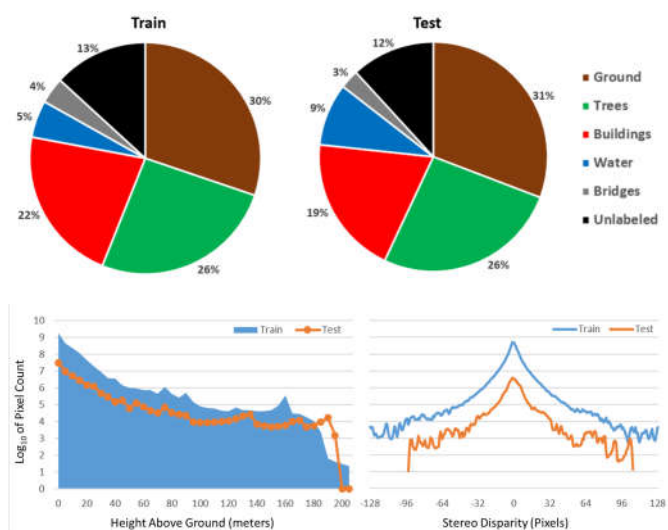 Train
Test
13%
4%
5%
22%
30%
26%
12%
3%
9%
19%
31%
26%
Ground
Trees
Buildings
Water
Bridges
Unlabeled
Log10 of Pixel Count
10
9
8
7
6
5
4
3
2
1
0
Train Test
0 20 40 60 80 100 120 140 160 180 200
Height Above Ground (meters)
Train Test
-128 -96 -64 -32 0 32 64 96 128
Stereo Disparity (Pixels)